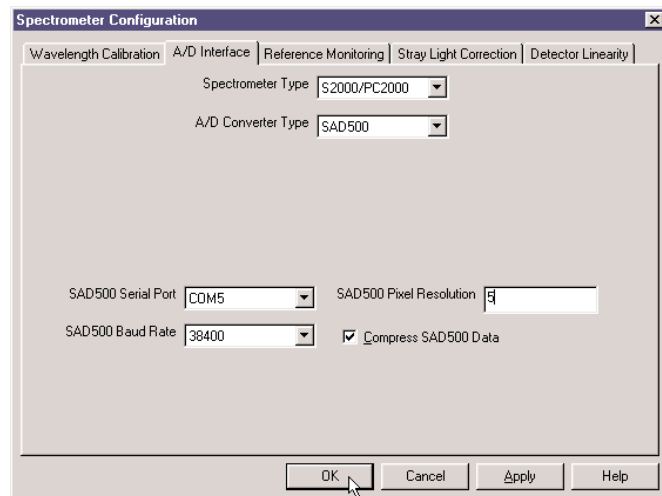 Spectrometer Configuration
Wavelength Calibration A/D Interface Reference Monitoring Stray Light Correction Detector Linearity
Spectrometer Type S2000/PC2000
A/D Converter Type SAD500
SAD500 Serial Port COM5 SAD500 Pixel Resolution 5
SAD500 Baud Rate 38400 Compress SAD500 Data
OK Cancel Apply Help